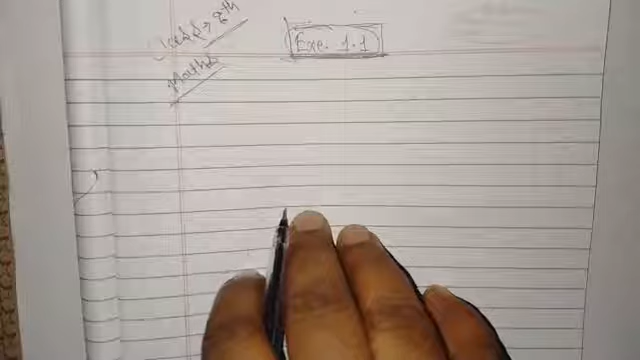 Class → 8th
Maths
Exe. 1.1